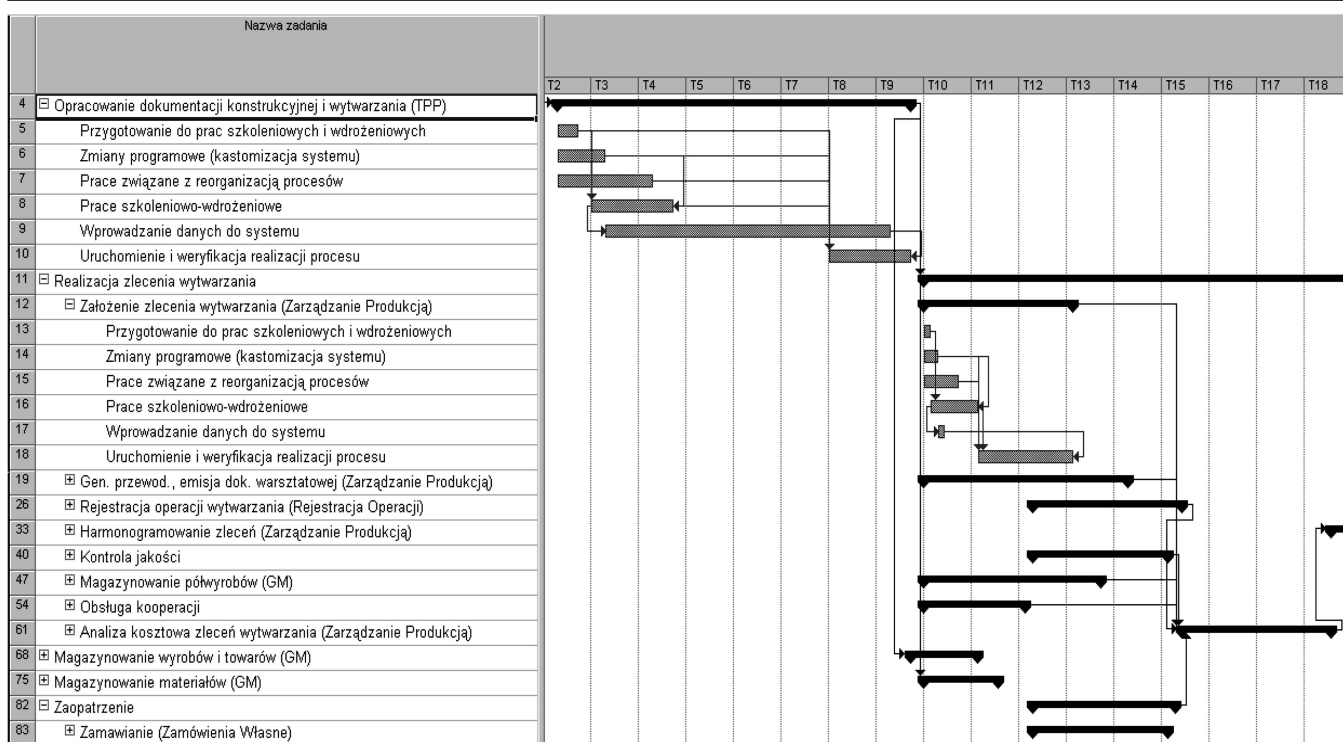 Nazwa zadania
T2 T3 T4 T5 T6 T7 T8 T9 T10 T11 T12 T13 T14 T15 T16 T17 T18
4 Opracowanie dokumentacji konstrukcyjnej i wytwarzania (TPP)
5 Przygotowanie do prac szkoleniowych i wdrożeniowych
6 Zmiany programowe (kastomizacja systemu)
7 Prace związane z reorganizacją procesów
8 Prace szkoleniowo-wdrożeniowe
9 Wprowadzanie danych do systemu
10 Uruchomienie i weryfikacja realizacji procesu
11 Realizacja zlecenia wytwarzania
12 Założenie zlecenia wytwarzania (Zarządzanie Produkcją)
13 Przygotowanie do prac szkoleniowych i wdrożeniowych
14 Zmiany programowe (kastomizacja systemu)
15 Prace związane z reorganizacją procesów
16 Prace szkoleniowo-wdrożeniowe
17 Wprowadzanie danych do systemu
18 Uruchomienie i weryfikacja realizacji procesu
19 Gen. przewod., emisja dok. warsztatowej (Zarządzanie Produkcją)
26 Rejestracja operacji wytwarzania (Rejestracja Operacji)
33 Harmonogramowanie zleceń (Zarządzanie Produkcją)
40 Kontrola jakości
47 Magazynowanie półwyrobów (GM)
54 Obsługa kooperacji
61 Analiza kosztowa zleceń wytwarzania (Zarządzanie Produkcją)
68 Magazynowanie wyrobów i towarów (GM)
75 Magazynowanie materiałów (GM)
82 Zaopatrzenie
83 Zamawianie (Zamówienia Własne)